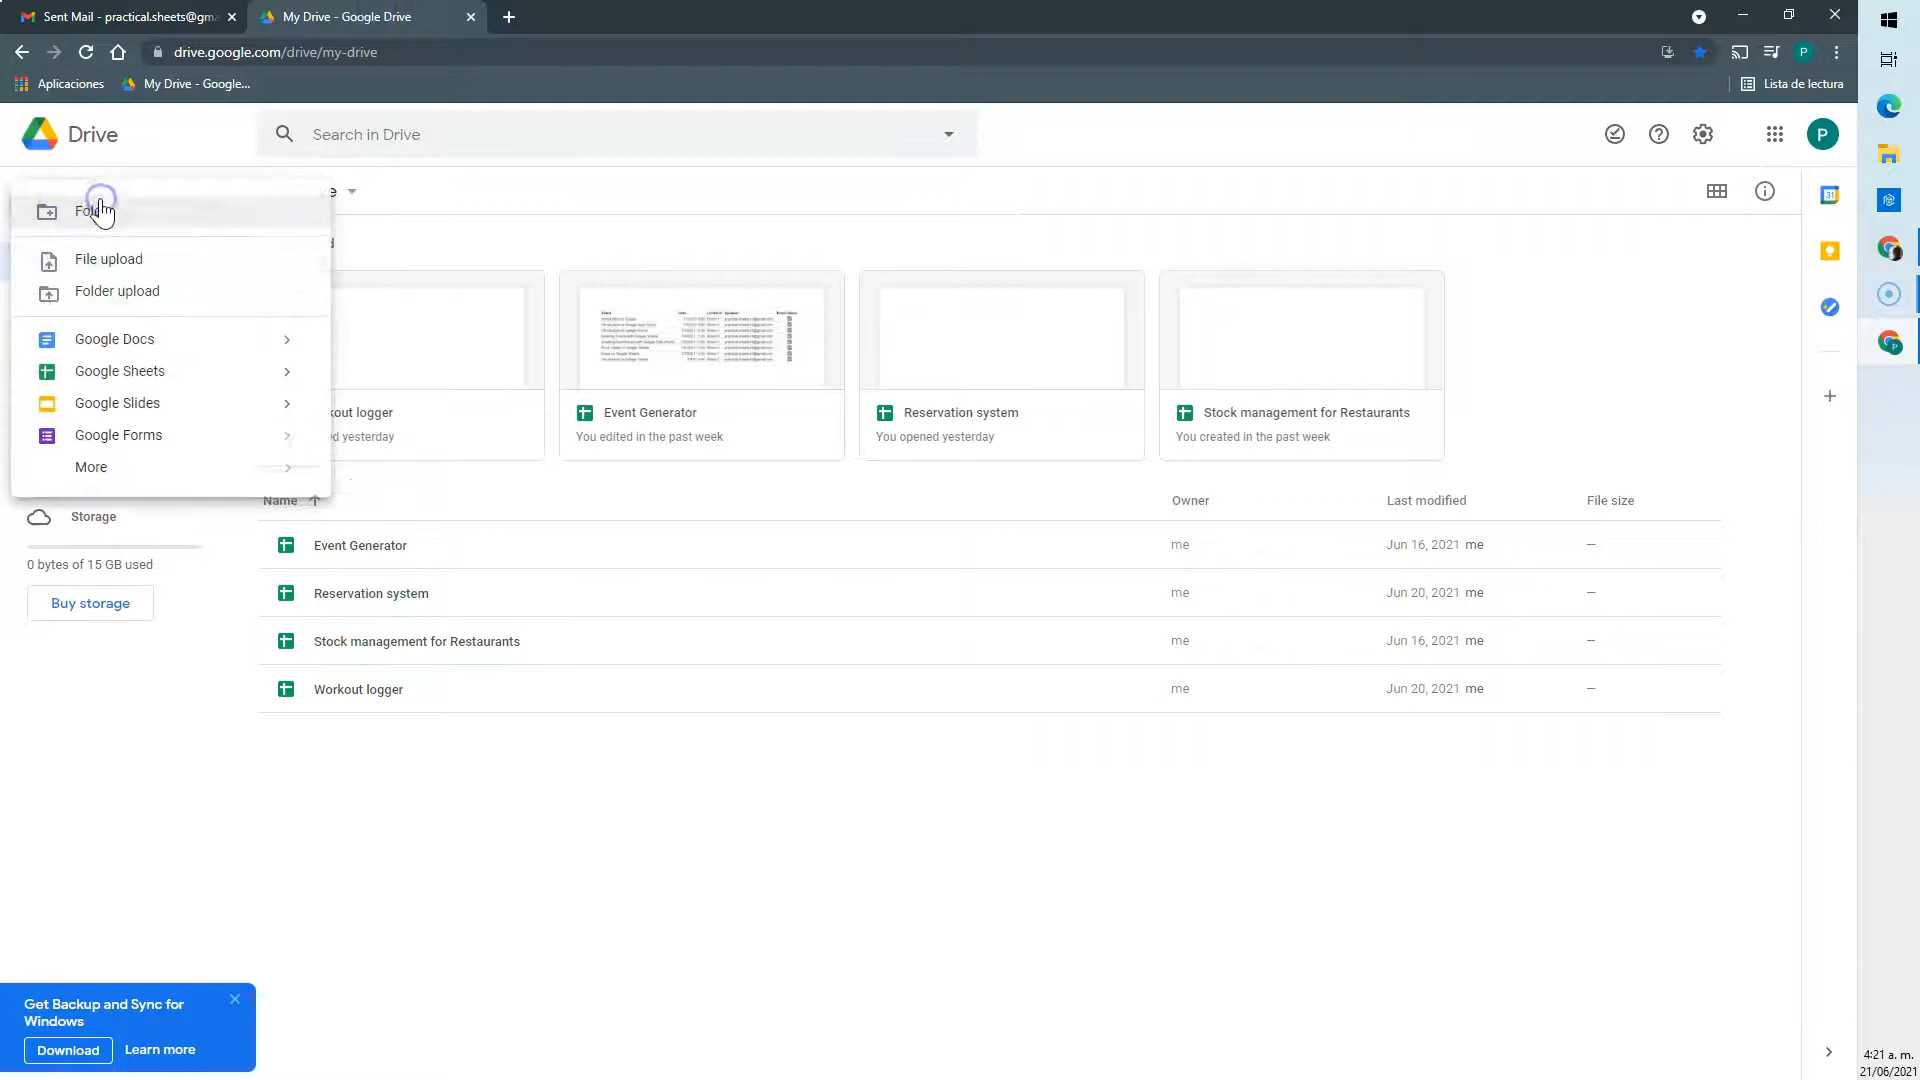 Sent Mail - practical.sheets@gma
My Drive - Google Drive
drive.google.com/drive/my-drive
Aplicaciones
My Drive - Google...
Lista de lectura
Drive
Search in Drive
P
Folder
File upload
Folder upload
Google Docs
Google Sheets
Google Slides
Google Forms
More
kout logger
ed yesterday
Event Generator
You edited in the past week
Reservation system
You opened yesterday
Stock management for Restaurants
You created in the past week
Name
Owner
Last modified
File size
Storage
Event Generator
me
Jun 16, 2021 me
—
0 bytes of 15 GB used
Reservation system
me
Jun 20, 2021 me
—
Buy storage
Stock management for Restaurants
me
Jun 16, 2021 me
—
Workout logger
me
Jun 20, 2021 me
—
Get Backup and Sync for
Windows
Download
Learn more
4:21 a. m.
21/06/2021